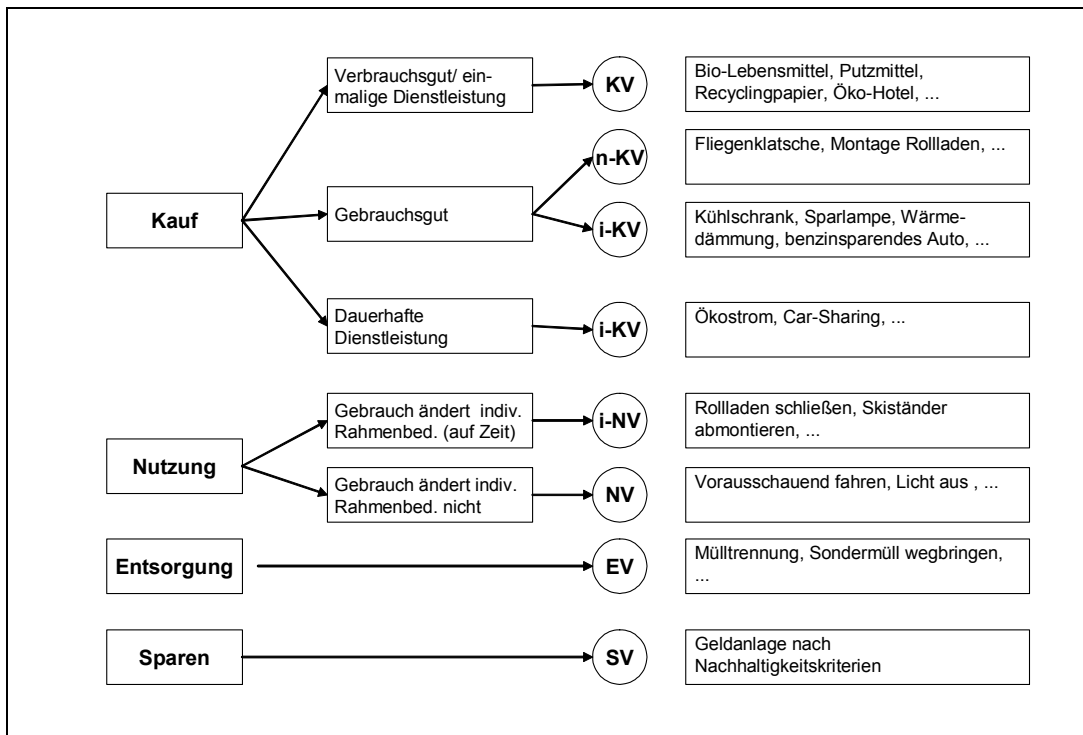 Verbrauchsgut/ ein-
malige Dienstleistung
KV
Bio-Lebensmittel, Putzmittel,
Recyclingpapier, Öko-Hotel, ...
n-KV
Fliegenklatsche, Montage Rollladen, ...
Kauf
Gebrauchsgut
i-KV
Kühlschrank, Sparlampe, Wärme-
dämmung, benzinsparendes Auto, ...
Dauerhafte
Dienstleistung
i-KV
Ökostrom, Car-Sharing, ...
Nutzung
Gebrauch ändert indiv.
Rahmenbed. (auf Zeit)
i-NV
Rollladen schließen, Skiständer
abmontieren, ...
Gebrauch ändert indiv.
Rahmenbed. nicht
NV
Vorausschauend fahren, Licht aus , ...
Entsorgung
EV
Mülltrennung, Sondermüll wegbringen,
...
Sparen
SV
Geldanlage nach
Nachhaltigkeitskriterien